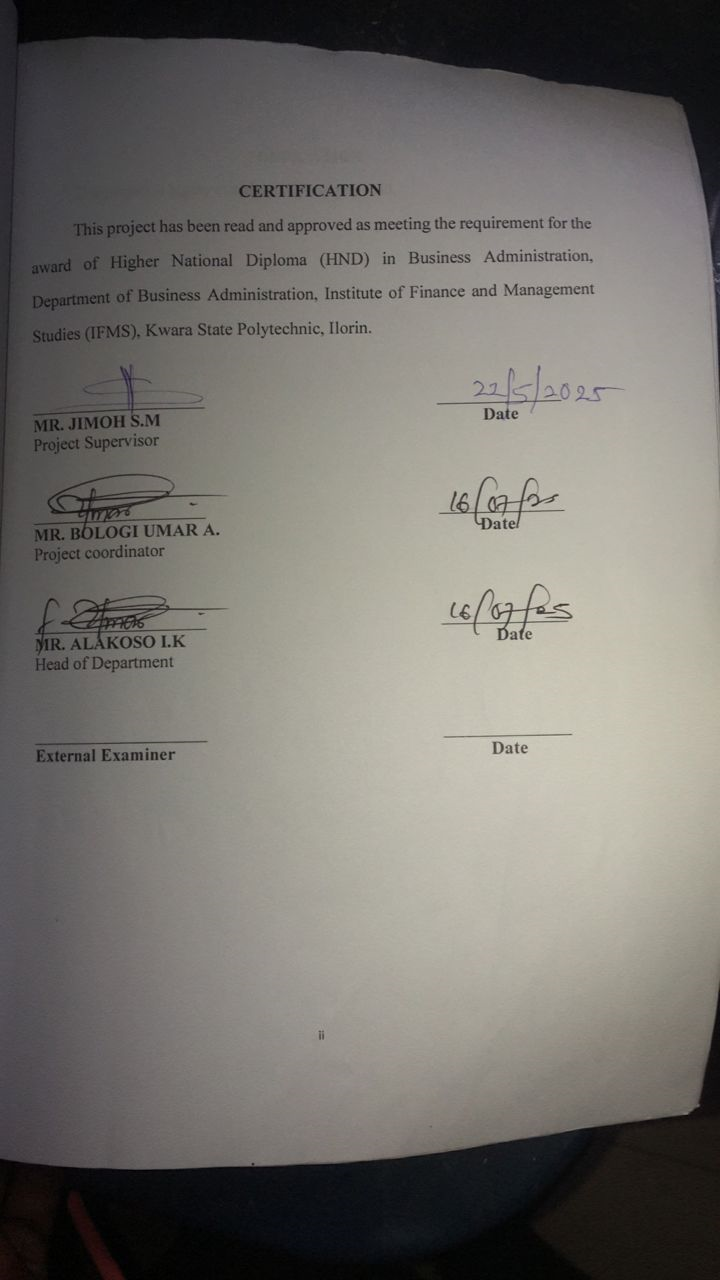 CERTIFICATION
This project has been read and approved as meeting the requirement for the
award of Higher National Diploma (HND) in Business Administration,
Department of Business Administration, Institute of Finance and Management
Studies (IFMS), Kwara State Polytechnic, Ilorin.
22/5/2025
MR. JIMOH S.M
Date
Project Supervisor
16/07/25
MR. BOLOGI UMAR A.
Date
Project coordinator
16/07/25
MR. ALAKOSO I.K
Date
Head of Department
External Examiner
Date
ii